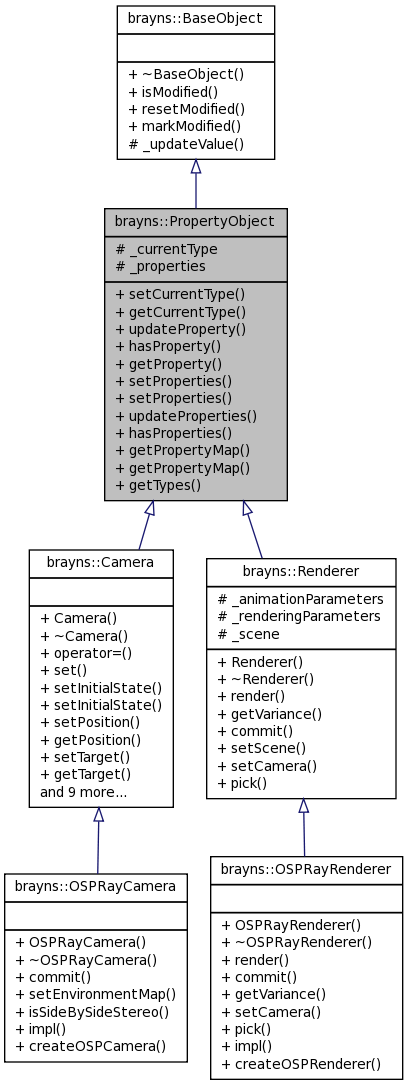 brayns::BaseObject
+ ~BaseObject()
+ isModified()
+ resetModified()
+ markModified()
# _updateValue()
brayns::PropertyObject
# _currentType
# _properties
+ setCurrentType()
+ getCurrentType()
+ updateProperty()
+ hasProperty()
+ getProperty()
+ setProperties()
+ setProperties()
+ updateProperties()
+ hasProperties()
+ getPropertyMap()
+ getPropertyMap()
+ getTypes()
brayns::Camera
+ Camera()
+ ~Camera()
+ operator=()
+ set()
+ setInitialState()
+ setInitialState()
+ setPosition()
+ getPosition()
+ setTarget()
+ getTarget()
and 9 more...
brayns::Renderer
# _animationParameters
# _renderingParameters
# _scene
+ Renderer()
+ ~Renderer()
+ render()
+ getVariance()
+ commit()
+ setScene()
+ setCamera()
+ pick()
brayns::OSPRayCamera
+ OSPRayCamera()
+ ~OSPRayCamera()
+ commit()
+ setEnvironmentMap()
+ isSideBySideStereo()
+ impl()
+ createOSPCamera()
brayns::OSPRayRenderer
+ OSPRayRenderer()
+ ~OSPRayRenderer()
+ render()
+ commit()
+ getVariance()
+ setCamera()
+ pick()
+ impl()
+ createOSPRenderer()